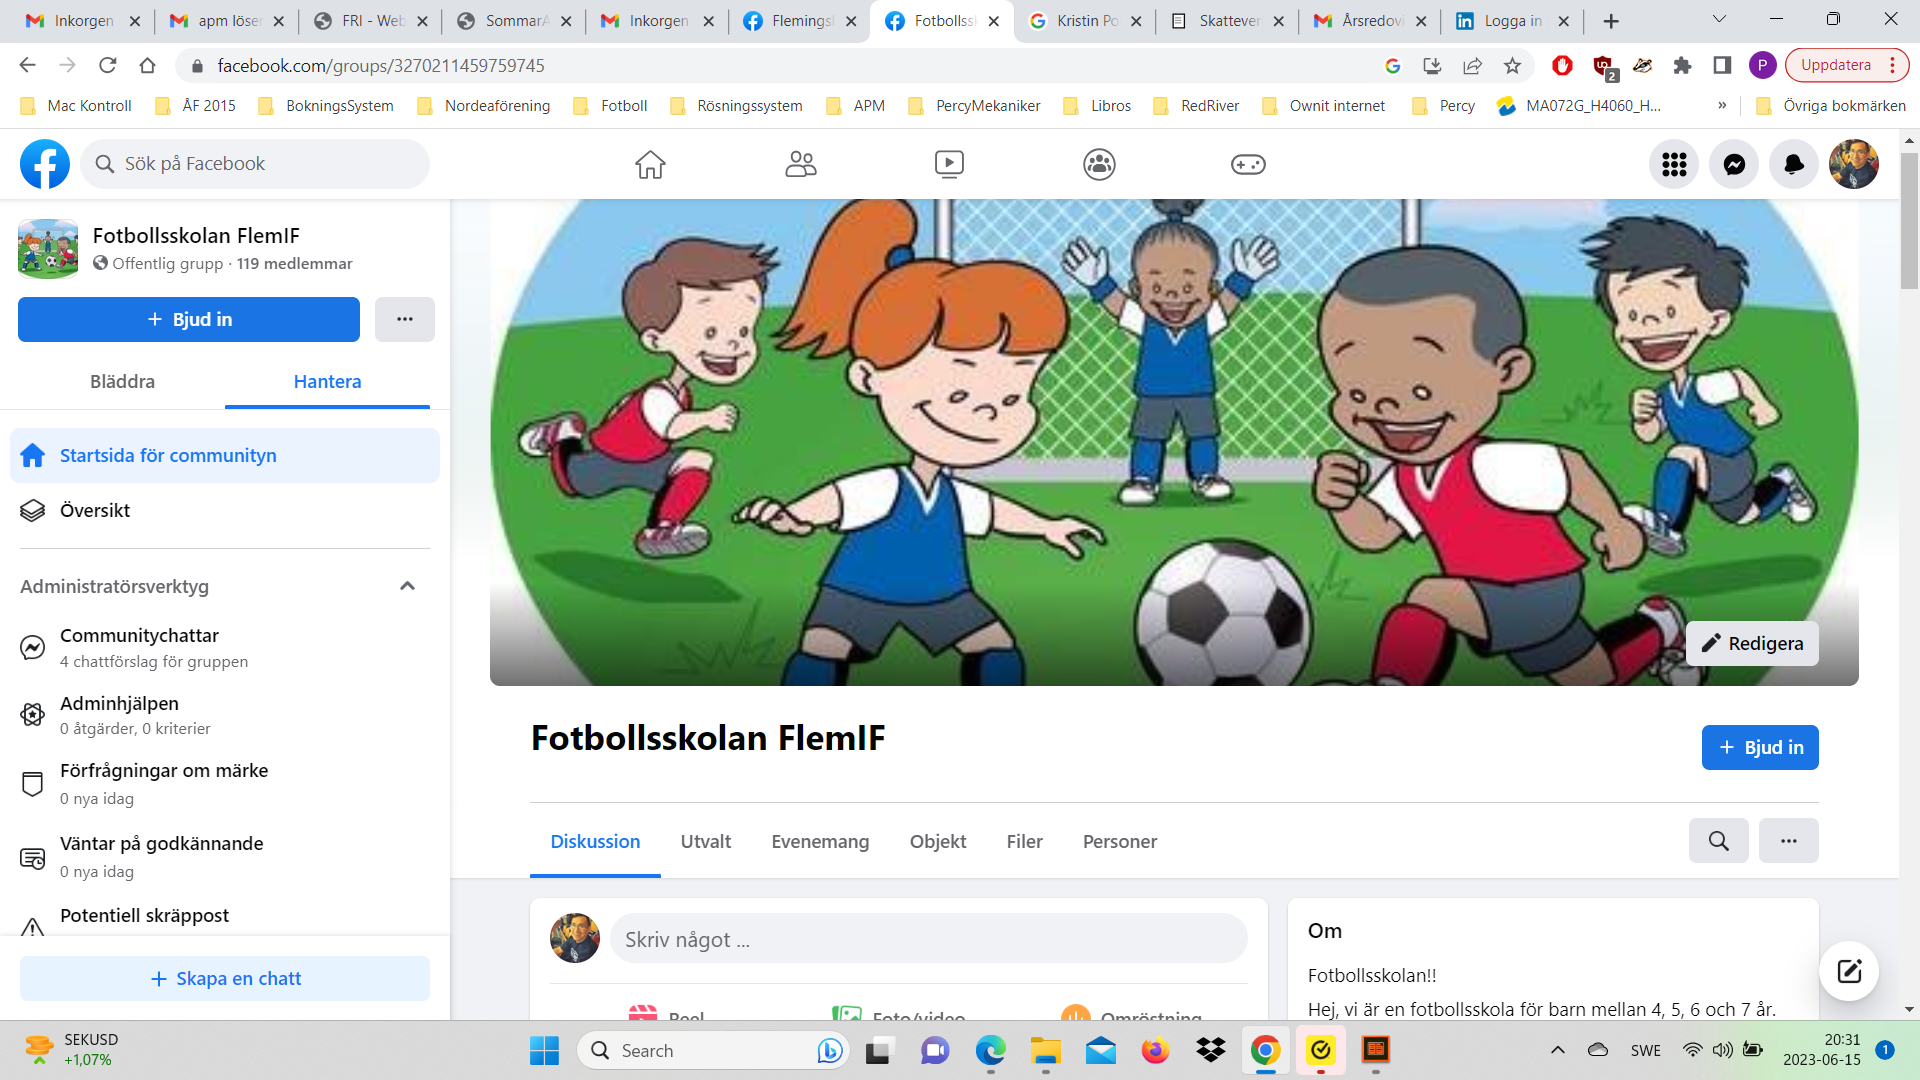 Inkorgen
apm löser
FRI - Web
SommarA
Inkorgen
Flemings
Fotbollss
Kristin Po
Skattever
Årsredovi
Logga in
facebook.com/groups/3270211459759745
2
P
Uppdatera
Mac Kontroll
ÅF 2015
BokningsSystem
Nordeaförening
Fotboll
Rösningssystem
APM
PercyMekaniker
Libros
RedRiver
Ownit internet
Percy
MA072G_H4060_H...
»
Övriga bokmärken
Sök på Facebook
Fotbollsskolan FlemIF
Offentlig grupp · 119 medlemmar
+ Bjud in
...
Bläddra
Hantera
Startsida för communityn
Översikt
Administratörsverktyg
Communitychattar
4 chattförslag för gruppen
Adminhjälpen
0 åtgärder, 0 kriterier
Förfrågningar om märke
0 nya idag
Väntar på godkännande
0 nya idag
Potentiell skräppost
+ Skapa en chatt
Redigera
Fotbollsskolan FlemIF
+ Bjud in
Diskussion
Utvalt
Evenemang
Objekt
Filer
Personer
...
Skriv något ...
Reel
Foto/video
Omröstning
Om
Fotbollsskolan!!
Hej, vi är en fotbollsskola för barn mellan 4, 5, 6 och 7 år.
SEKUSD
+1,07%
Search
SWE
20:31
2023-06-15
1